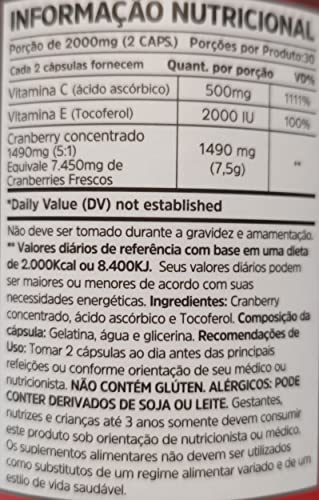 INFORMAÇÃO NUTRICIONAL
Porção de 2000mg (2 CAPS.) Porções por Produto:30
Cada 2 cápsulas fornecem Quant. por porção VD%
Vitamina C (ácido ascórbico) 500mg 1111%
Vitamina E (Tocoferol) 2000 IU 100%
Cranberry concentrado
1490mg (5:1)
Equivale 7.450mg de
Cranberries Frescos 1490 mg
(7,5g) **
*Daily Value (DV) not established
Não deve ser tomado durante a gravidez e amamentação.
** Valores diários de referência com base em uma dieta
de 2.000Kcal ou 8.400KJ. Seus valores diários podem
ser maiores ou menores de acordo com suas
necessidades energéticas. Ingredientes: Cranberry
concentrado, ácido ascórbico e Tocoferol. Composição da
cápsula: Gelatina, água e glicerina. Recomendações de
Uso: Tomar 2 cápsulas ao dia antes das principais
refeições ou conforme orientação de seu médico ou
nutricionista. NÃO CONTÉM GLÚTEN. ALÉRGICOS: PODE
CONTER DERIVADOS DE SOJA OU LEITE. Gestantes,
nutrizes e crianças até 3 anos somente devem consumir
este produto sob orientação de nutricionista ou médico.
Os suplementos alimentares não devem ser utilizados
como substitutos de um regime alimentar variado e de um
estilo de vida saudável.